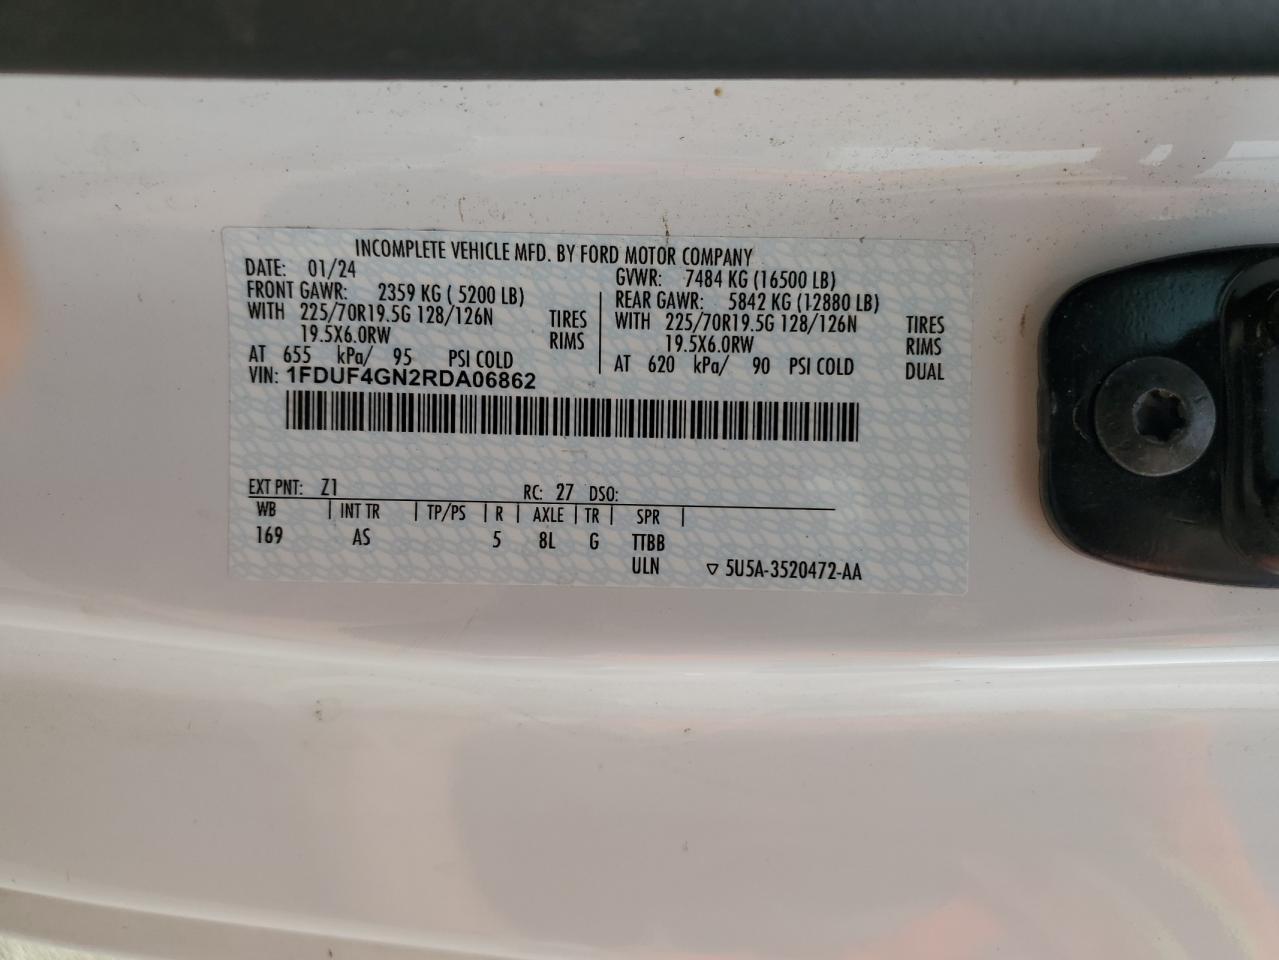 INCOMPLETE VEHICLE MFD. BY FORD MOTOR COMPANY
DATE: 01/24
FRONT GAWR: 2359 KG ( 5200 LB)
WITH 225/70R19.5G 128/126N TIRES
19.5X6.0RW RIMS
AT 655 kPa/ 95 PSI COLD
GVWR: 7484 KG (16500 LB)
REAR GAWR: 5842 KG (12880 LB)
WITH 225/70R19.5G 128/126N TIRES
19.5X6.0RW RIMS
AT 620 kPa/ 90 PSI COLD DUAL
VIN: 1FDUF4GN2RDA06862
EXT PNT: Z1 RC: 27 DSO:
WB | INT TR | TP/PS | R | AXLE | TR | SPR |
169 AS 5 8L G TTBB
ULN ▽ 5U5A-3520472-AA